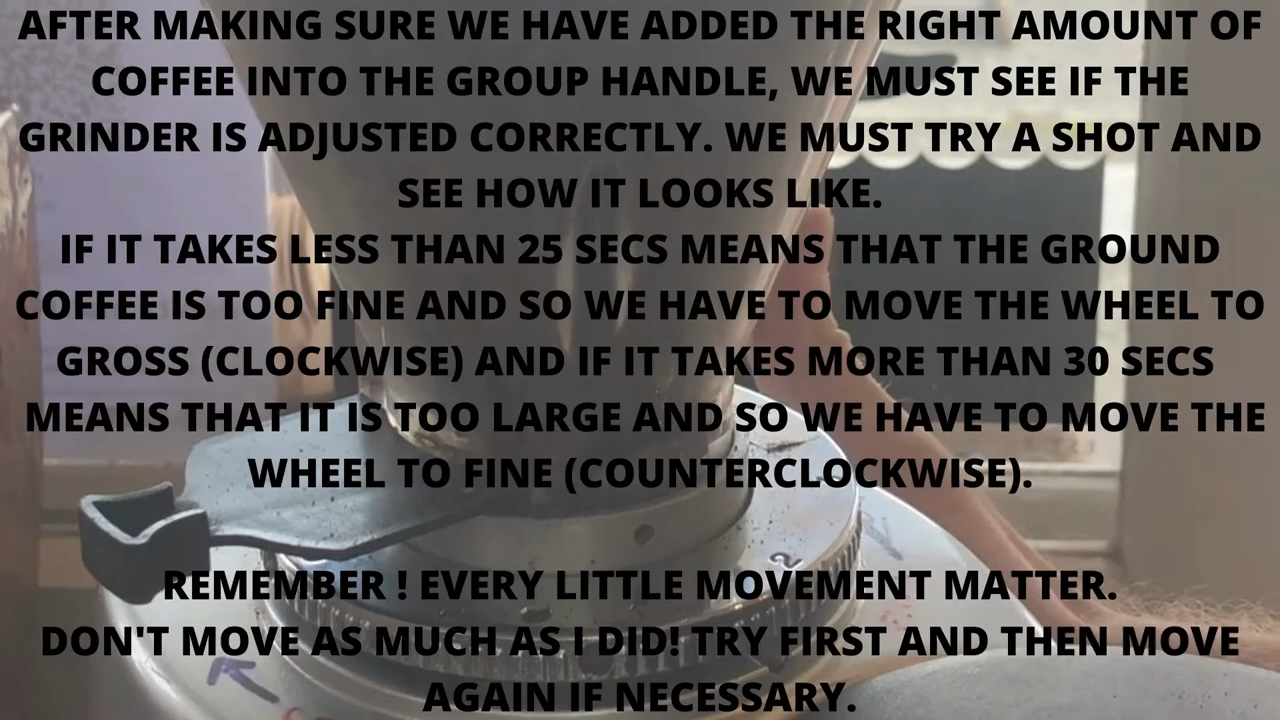 AFTER MAKING SURE WE HAVE ADDED THE RIGHT AMOUNT OF
COFFEE INTO THE GROUP HANDLE, WE MUST SEE IF THE
GRINDER IS ADJUSTED CORRECTLY. WE MUST TRY A SHOT AND
SEE HOW IT LOOKS LIKE.
IF IT TAKES LESS THAN 25 SECS MEANS THAT THE GROUND
COFFEE IS TOO FINE AND SO WE HAVE TO MOVE THE WHEEL TO
GROSS (CLOCKWISE) AND IF IT TAKES MORE THAN 30 SECS
MEANS THAT IT IS TOO LARGE AND SO WE HAVE TO MOVE THE
WHEEL TO FINE (COUNTERCLOCKWISE).
2
REMEMBER ! EVERY LITTLE MOVEMENT MATTER.
DON'T MOVE AS MUCH AS I DID! TRY FIRST AND THEN MOVE
AGAIN IF NECESSARY.